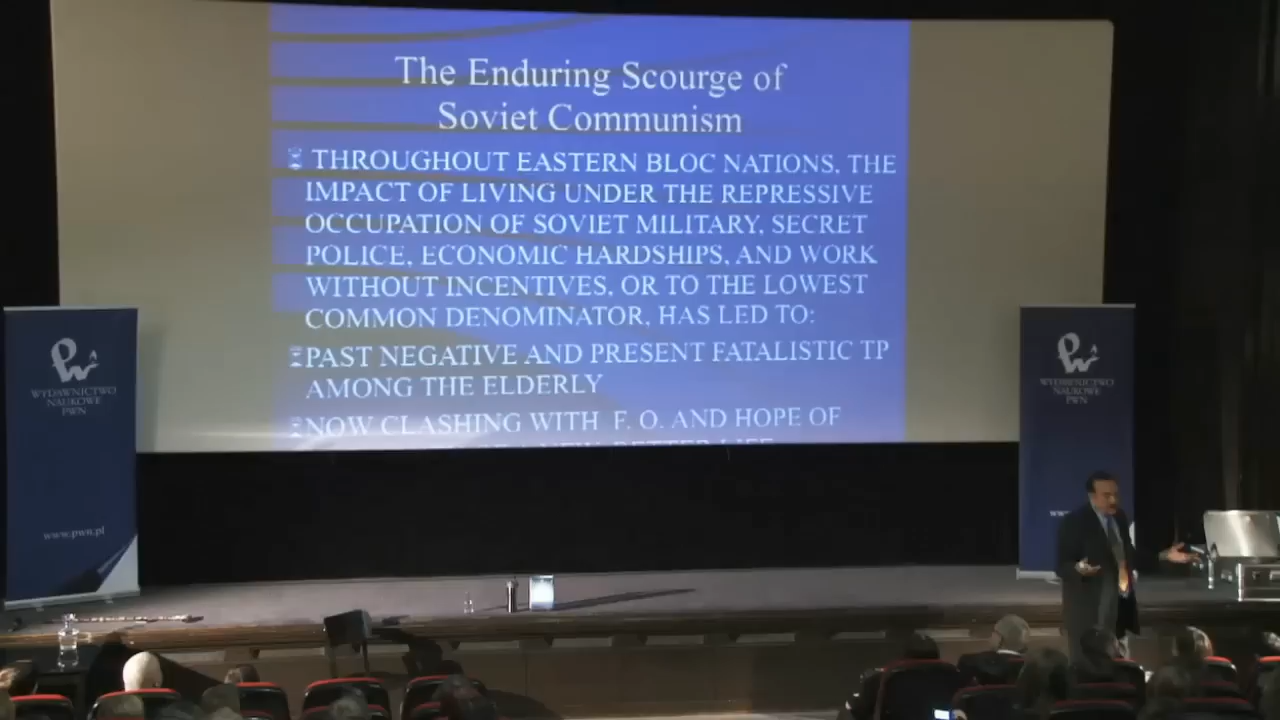 The Enduring Scourge of
Soviet Communism
THROUGHOUT EASTERN BLOC NATIONS, THE
IMPACT OF LIVING UNDER THE REPRESSIVE
OCCUPATION OF SOVIET MILITARY, SECRET
POLICE, ECONOMIC HARDSHIPS, AND WORK
WITHOUT INCENTIVES, OR TO THE LOWEST
COMMON DENOMINATOR, HAS LED TO:
PAST NEGATIVE AND PRESENT FATALISTIC TP
AMONG THE ELDERLY
NOW CLASHING WITH F. O. AND HOPE OF
BETTER LIFE
WYDAWNICTWO
NAUKOWE
PWN
www.pwn.pl
WYDAWNICTWO
NAUKOWE
PWN